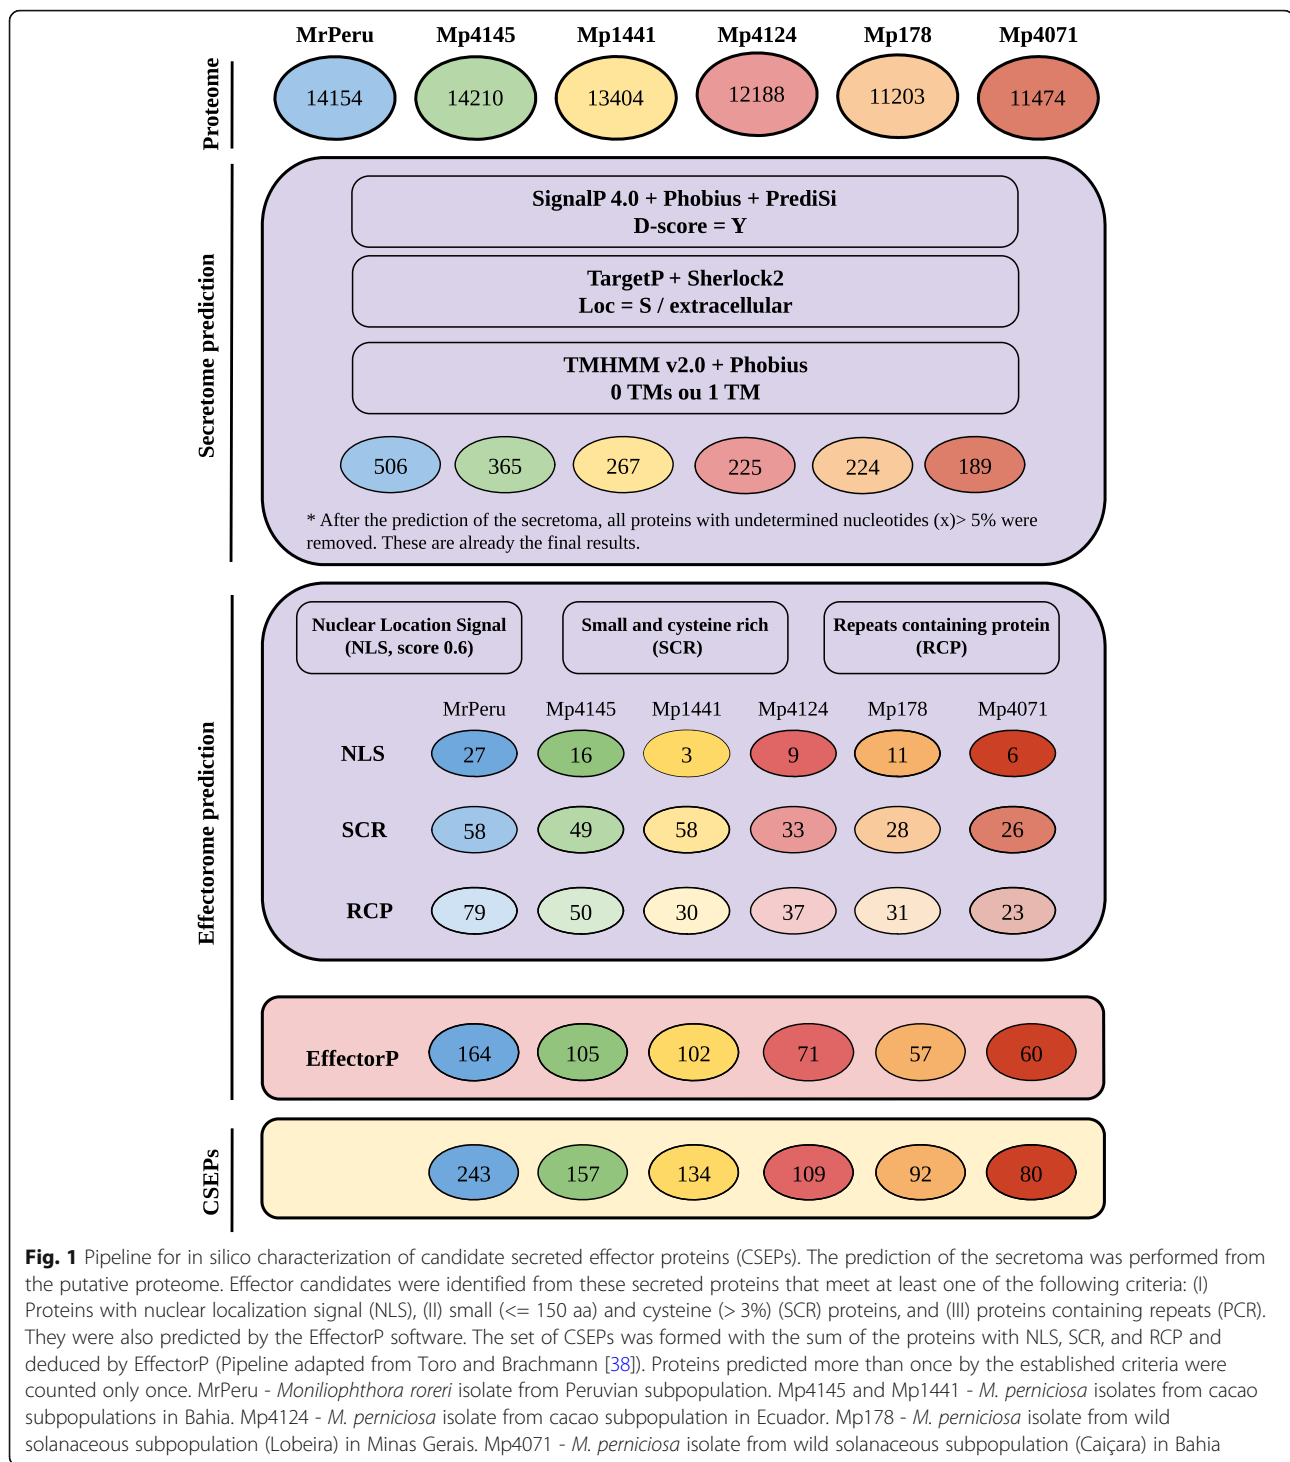 MrPeru Mp4145 Mp1441 Mp4124 Mp178 Mp4071
Proteome
14154 14210 13404 12188 11203 11474
Secretome prediction
SignalP 4.0 + Phobius + PrediSi
D-score = Y
TargetP + Sherlock2
Loc = S / extracellular
TMHMM v2.0 + Phobius
0 TMs ou 1 TM
506 365 267 225 224 189
* After the prediction of the secretoma, all proteins with undetermined nucleotides (x)> 5% were
removed. These are already the final results.
Effectorome prediction
Nuclear Location Signal
(NLS, score 0.6)
Small and cysteine rich
(SCR)
Repeats containing protein
(RCP)
MrPeru Mp4145 Mp1441 Mp4124 Mp178 Mp4071
NLS 27 16 3 9 11 6
SCR 58 49 58 33 28 26
RCP 79 50 30 37 31 23
EffectorP 164 105 102 71 57 60
CSEPs
243 157 134 109 92 80
Fig. 1 Pipeline for in silico characterization of candidate secreted effector proteins (CSEPs). The prediction of the secretoma was performed from
the putative proteome. Effector candidates were identified from these secreted proteins that meet at least one of the following criteria: (I)
Proteins with nuclear localization signal (NLS), (II) small (<= 150 aa) and cysteine (> 3%) (SCR) proteins, and (III) proteins containing repeats (PCR).
They were also predicted by the EffectorP software. The set of CSEPs was formed with the sum of the proteins with NLS, SCR, and RCP and
deduced by EffectorP (Pipeline adapted from Toro and Brachmann [38]). Proteins predicted more than once by the established criteria were
counted only once. MrPeru - Moniliophthora roreri isolate from Peruvian subpopulation. Mp4145 and Mp1441 - M. perniciosa isolates from cacao
subpopulations in Bahia. Mp4124 - M. perniciosa isolate from cacao subpopulation in Ecuador. Mp178 - M. perniciosa isolate from wild
solanaceous subpopulation (Lobeira) in Minas Gerais. Mp4071 - M. perniciosa isolate from wild solanaceous subpopulation (Caiçara) in Bahia